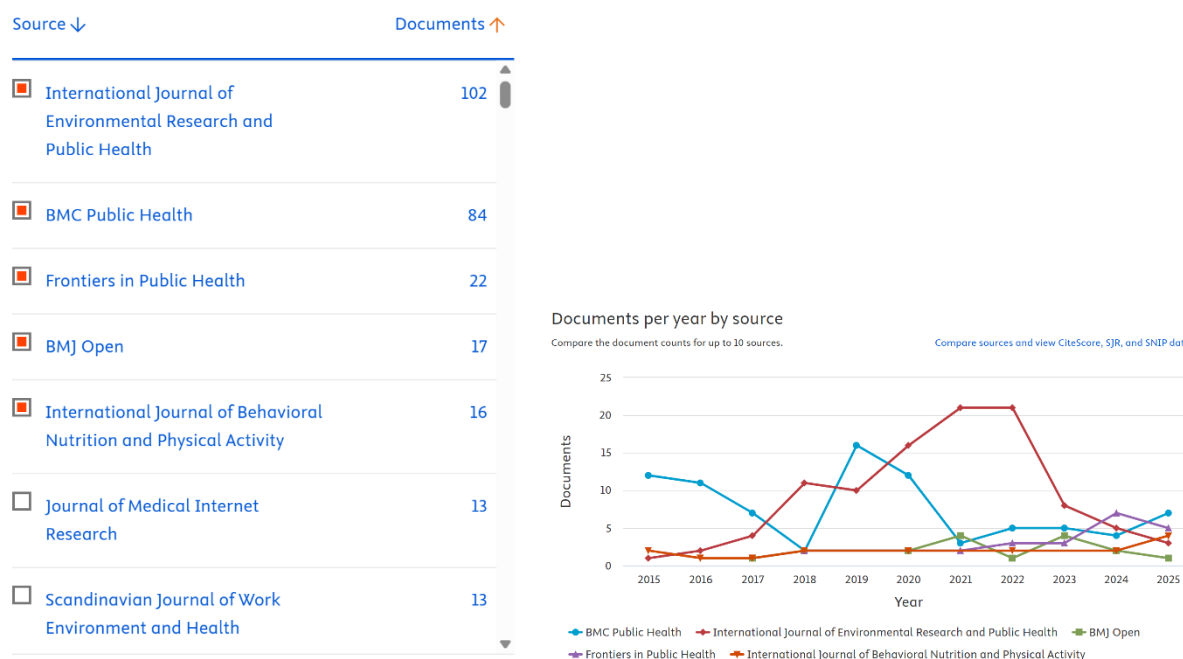 Source ↓ Documents ↑
International Journal of 102
Environmental Research and
Public Health
BMC Public Health 84
Frontiers in Public Health 22
BMJ Open 17
International Journal of Behavioral 16
Nutrition and Physical Activity
Journal of Medical Internet 13
Research
Scandinavian Journal of Work 13
Environment and Health
Documents per year by source
Compare the document counts for up to 10 sources. Compare sources and view CiteScore, SJR, and SNIP dat
25
20
15
10
5
0
Documents
2015 2016 2017 2018 2019 2020 2021 2022 2023 2024 2025
Year
BMC Public Health International Journal of Environmental Research and Public Health BMJ Open
Frontiers in Public Health International Journal of Behavioral Nutrition and Physical Activity